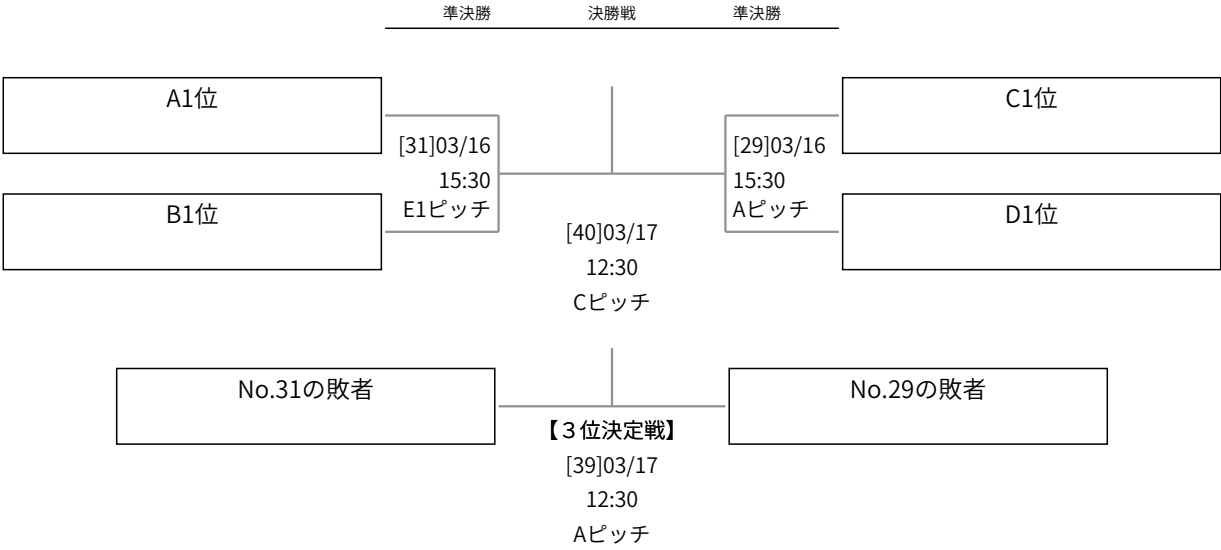 準決勝 決勝戦 準決勝
A1位
C1位
[31]03/16
15:30
E1ピッチ
[29]03/16
15:30
Aピッチ
B1位
D1位
[40]03/17
12:30
Cピッチ
No.31の敗者
No.29の敗者
【３位決定戦】
[39]03/17
12:30
Aピッチ